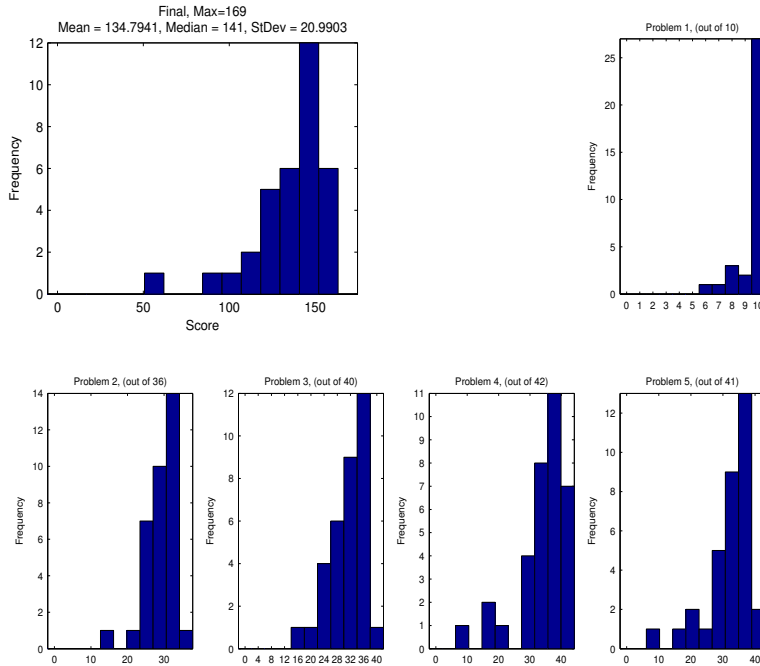 Final, Max=169
Mean = 134.7941, Median = 141, StDev = 20.9903
12
10
8
6
4
2
0
Frequency
0 50 100 150
Score
Problem 1, (out of 10)
25
20
15
10
5
0
Frequency
0 1 2 3 4 5 6 7 8 9 10
Problem 2, (out of 36)
14
12
10
8
6
4
2
0
Frequency
0 10 20 30
Problem 3, (out of 40)
12
10
8
6
4
2
0
Frequency
0 4 8 12 16 20 24 28 32 36 40
Problem 4, (out of 42)
11
10
9
8
7
6
5
4
3
2
1
0
Frequency
0 10 20 30 40
Problem 5, (out of 41)
12
10
8
6
4
2
0
Frequency
0 10 20 30 40